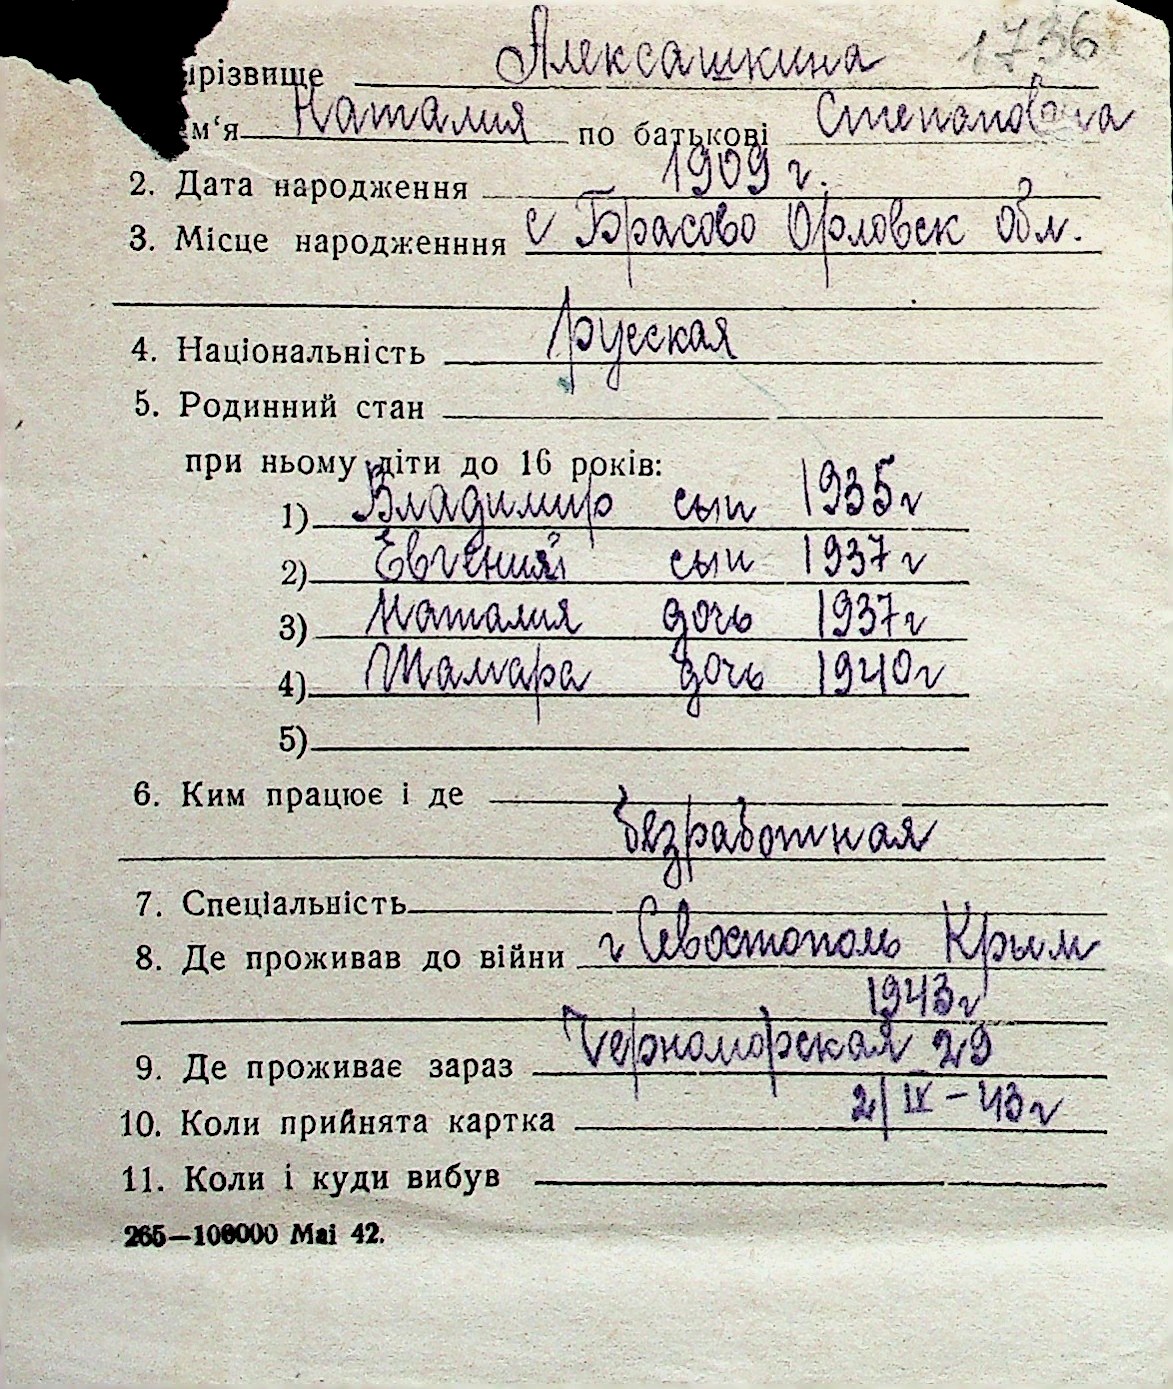 1736
прізвище Алексашкина
ім‘я Наталия по батькові Степановна
2. Дата народження 1909 г.
3. Місце народженння с Брасово Орловск обл.
4. Національність русская
5. Родинний стан
при ньому діти до 16 років:
1) Владимир сын 1935 г
2) Евгений сын 1937 г
3) Наталия дочь 1937 г
4) Тамара дочь 1940 г
5)
6. Ким працює і де
безработная
7. Спеціальність
8. Де проживав до війни г Севостополь Крым
1943 г
9. Де проживає зараз Черноморская 29
10. Коли прийнята картка 2/IX – 43 г
11. Коли і куди вибув
265—106000 Mai 42.